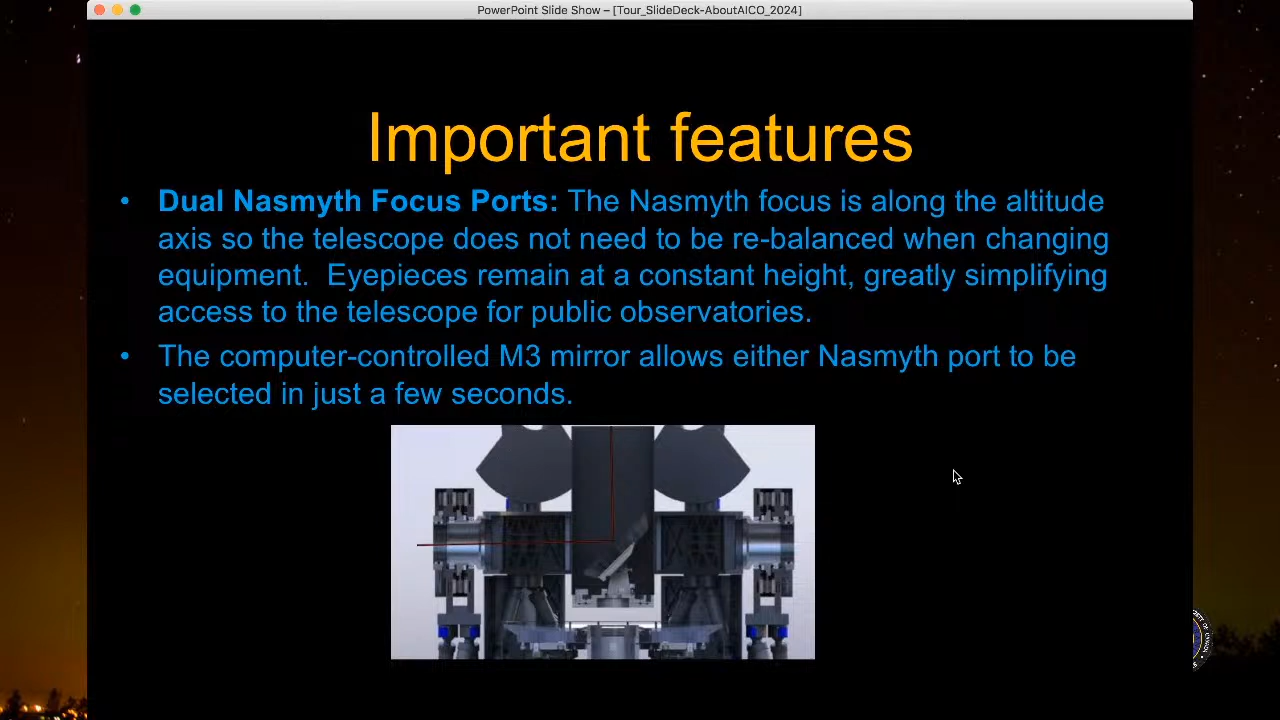 PowerPoint Slide Show – [Tour_SlideDeck-AboutAICO_2024]
Important features
• Dual Nasmyth Focus Ports: The Nasmyth focus is along the altitude
axis so the telescope does not need to be re-balanced when changing
equipment.  Eyepieces remain at a constant height, greatly simplifying
access to the telescope for public observatories.
• The computer-controlled M3 mirror allows either Nasmyth port to be
selected in just a few seconds.